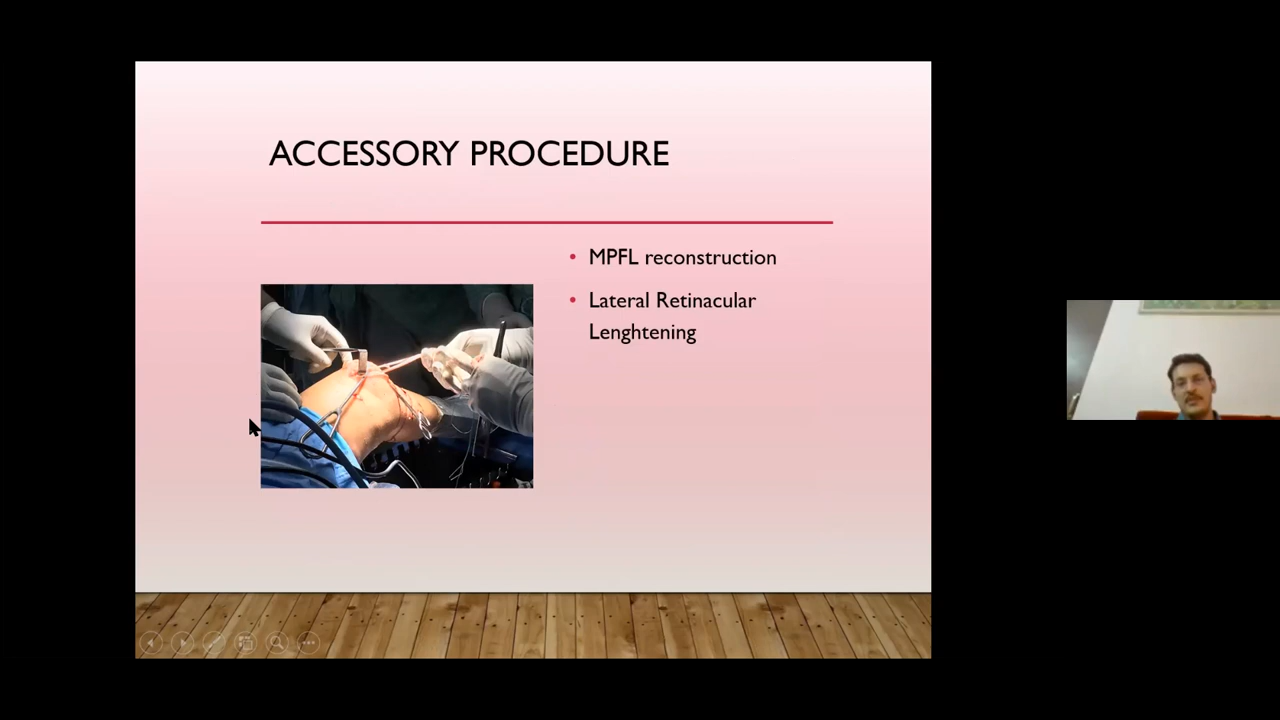 ACCESSORY PROCEDURE
MPFL reconstruction
Lateral Retinacular
Lenghtening